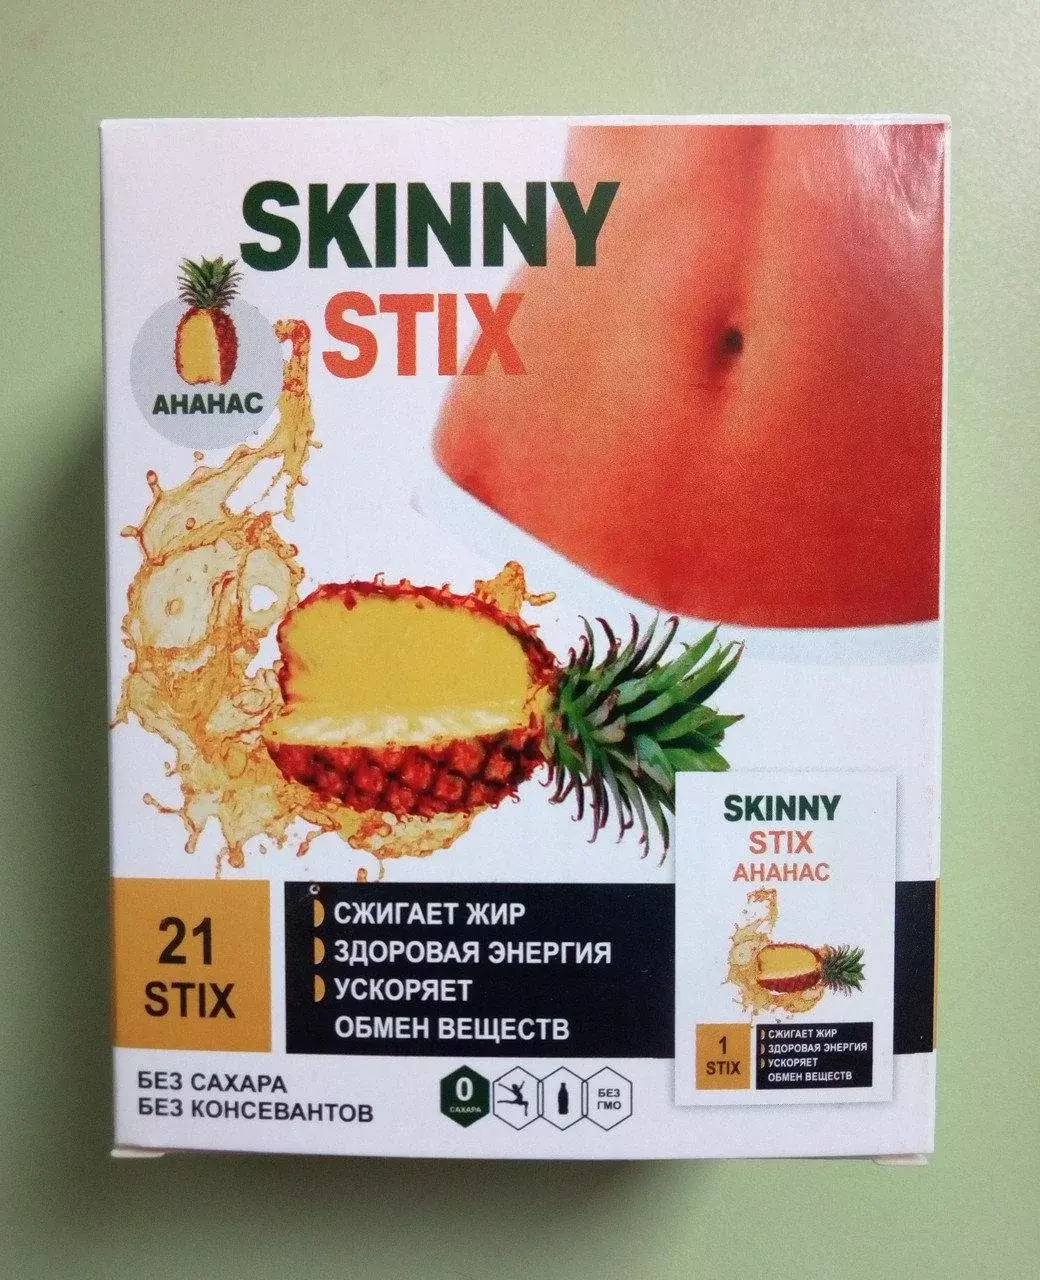 SKINNY
STIX
АНАНАС
21
STIX
СЖИГАЕТ ЖИР
ЗДОРОВАЯ ЭНЕРГИЯ
УСКОРЯЕТ
ОБМЕН ВЕЩЕСТВ
БЕЗ САХАРА
БЕЗ КОНСЕВАНТОВ
0
САХАРА
БЕЗ
ГМО
SKINNY
STIX
АНАНАС
1
STIX
СЖИГАЕТ ЖИР
ЗДОРОВАЯ ЭНЕРГИЯ
УСКОРЯЕТ
ОБМЕН ВЕЩЕСТВ